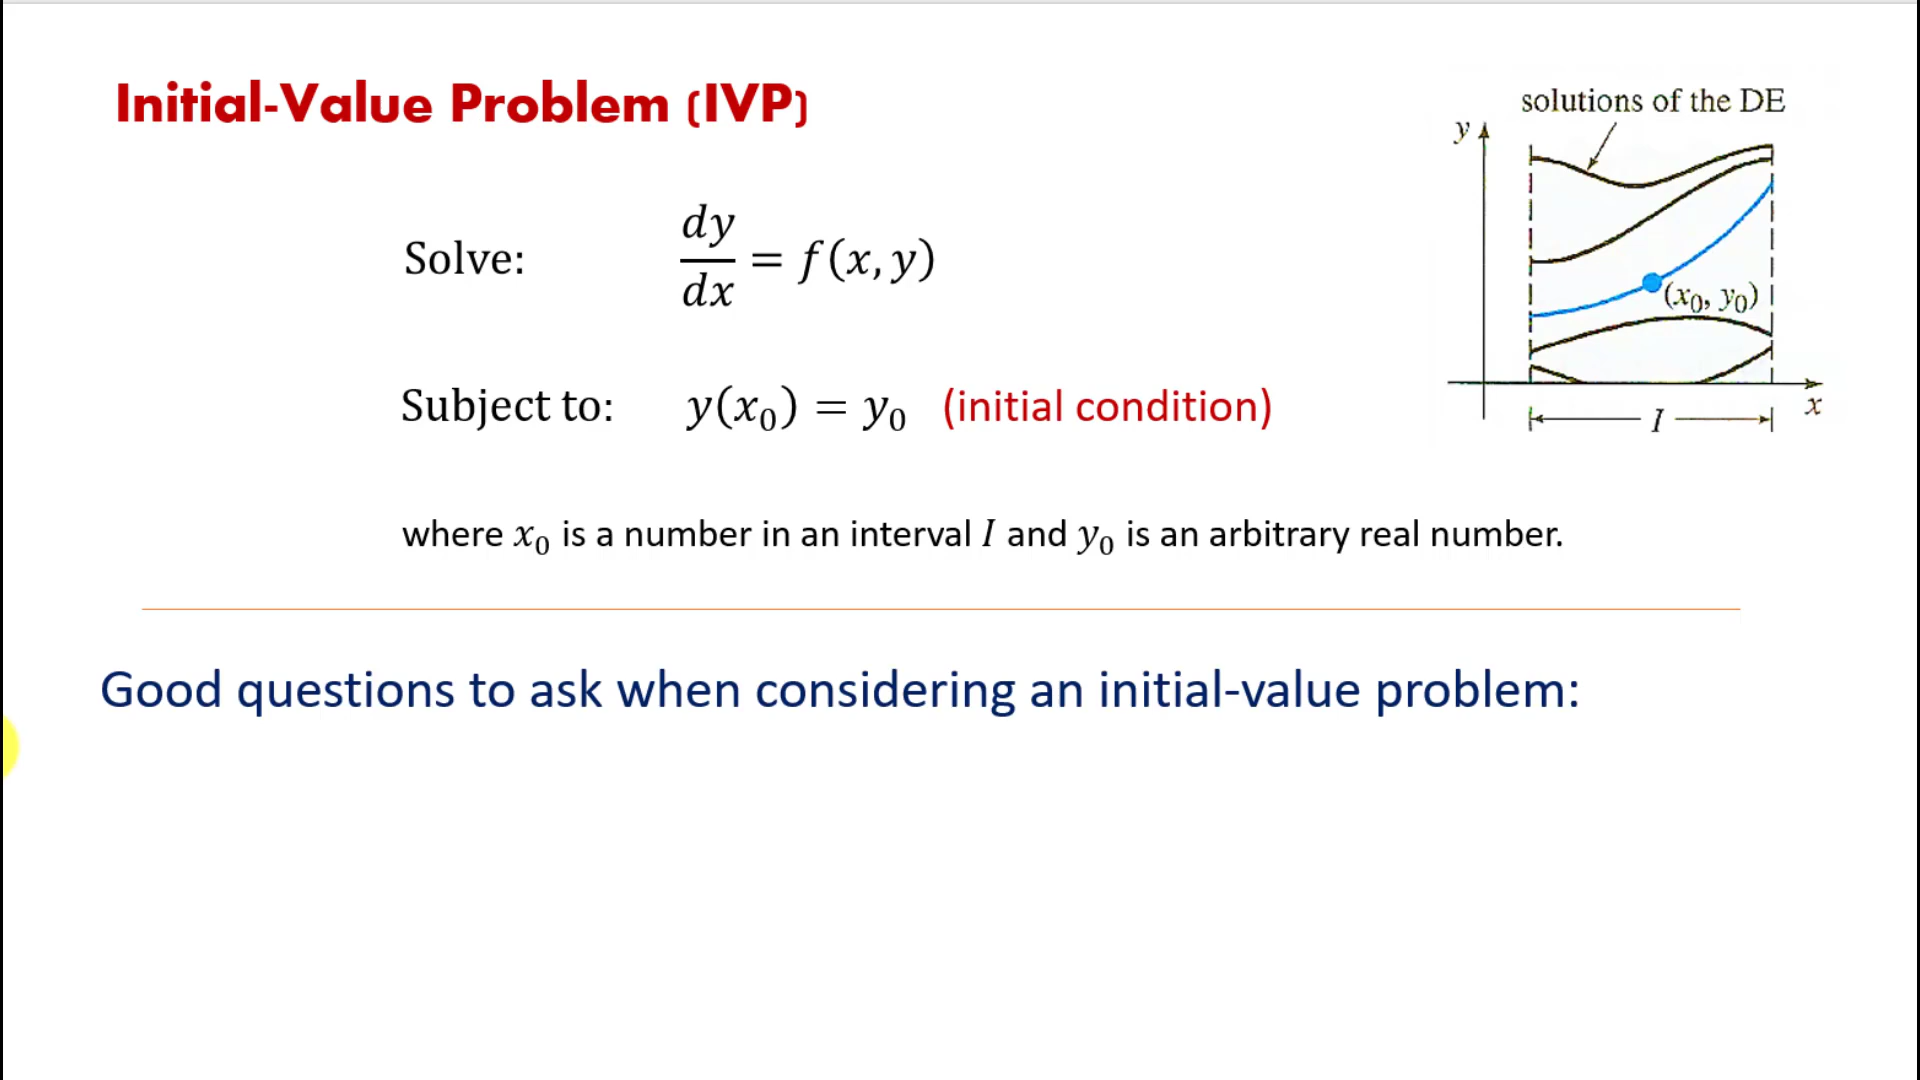 Initial-Value Problem (IVP)
solutions of the DE
y
Solve: dy/dx = f(x, y)
(x₀, y₀)
Subject to: y(x₀) = y₀ (initial condition)
x
I
where x₀ is a number in an interval I and y₀ is an arbitrary real number.
Good questions to ask when considering an initial-value problem: